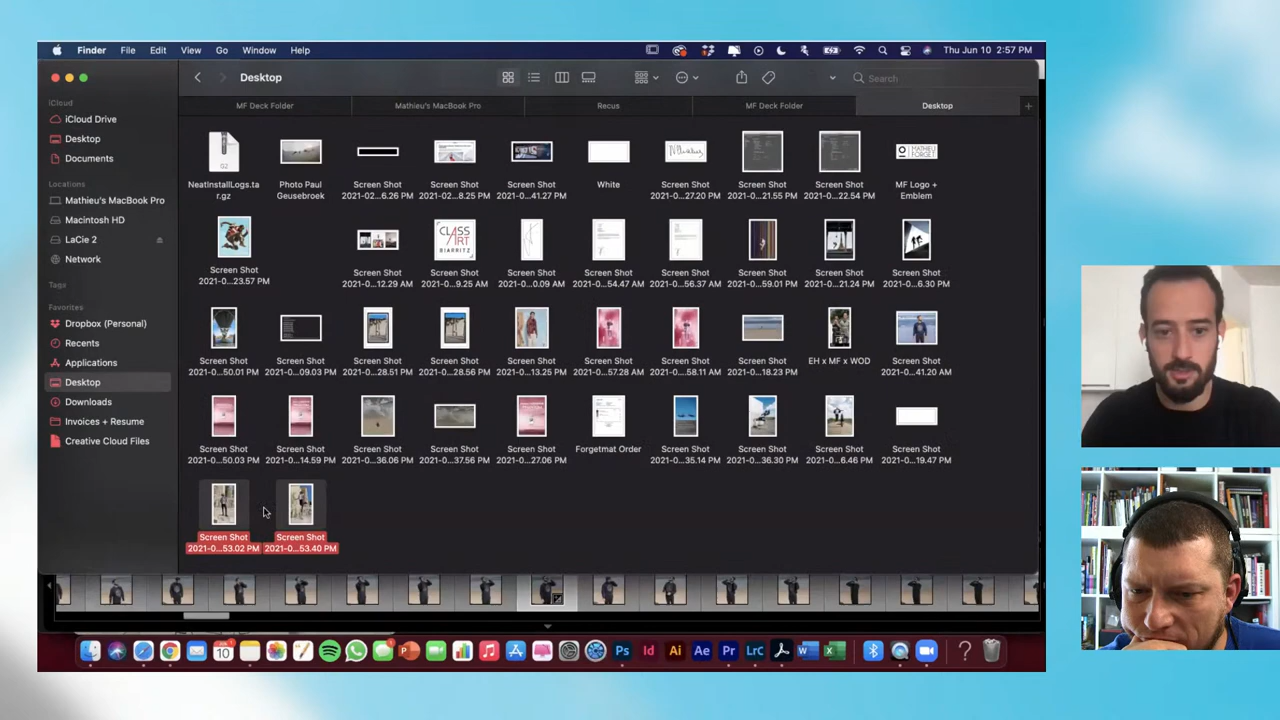 Finder File Edit View Go Window Help Thu Jun 10 2:57 PM
Desktop Search
MF Deck Folder Mathieu's MacBook Pro Recus MF Deck Folder Desktop
iCloud
iCloud Drive
Desktop
Documents
Locations
Mathieu's MacBook Pro
Macintosh HD
LaCie 2
Network
Tags
Favorites
Dropbox (Personal)
Recents
Applications
Desktop
Downloads
Invoices + Resume
Creative Cloud Files
GZ MATHIEU FORGET
NeatInstallLogs.ta Photo Paul Screen Shot Screen Shot Screen Shot White Screen Shot Screen Shot Screen Shot MF Logo +
r.gz Geusebroek 2021-02...6.26 PM 2021-02...8.25 PM 2021-0...41.27 PM 2021-0...27.20 PM 2021-0...21.55 PM 2021-0...22.54 PM Emblem
CLASS
ART
BIARRITZ
Screen Shot Screen Shot Screen Shot Screen Shot Screen Shot Screen Shot Screen Shot Screen Shot Screen Shot
2021-0...23.57 PM 2021-0...12.29 AM 2021-0...9.25 AM 2021-0...0.09 AM 2021-0...54.47 AM 2021-0...56.37 AM 2021-0...59.01 PM 2021-0...21.24 PM 2021-0...6.30 PM
Screen Shot Screen Shot Screen Shot Screen Shot Screen Shot Screen Shot Screen Shot Screen Shot EH x MF x WOD Screen Shot
2021-0...50.01 PM 2021-0...09.03 PM 2021-0...28.51 PM 2021-0...28.56 PM 2021-0...13.25 PM 2021-0...57.28 AM 2021-0...58.11 AM 2021-0...18.23 PM 2021-0...41.20 AM
Screen Shot Screen Shot Screen Shot Screen Shot Screen Shot Forgetmat Order Screen Shot Screen Shot Screen Shot Screen Shot
2021-0...50.03 PM 2021-0...14.59 PM 2021-0...36.06 PM 2021-0...37.56 PM 2021-0...27.06 PM 2021-0...35.14 PM 2021-0...36.30 PM 2021-0...6.46 PM 2021-0...19.47 PM
Screen Shot Screen Shot
2021-0...53.02 PM 2021-0...53.40 PM
10 Ps Id Ai Ae Pr LrC W X ?